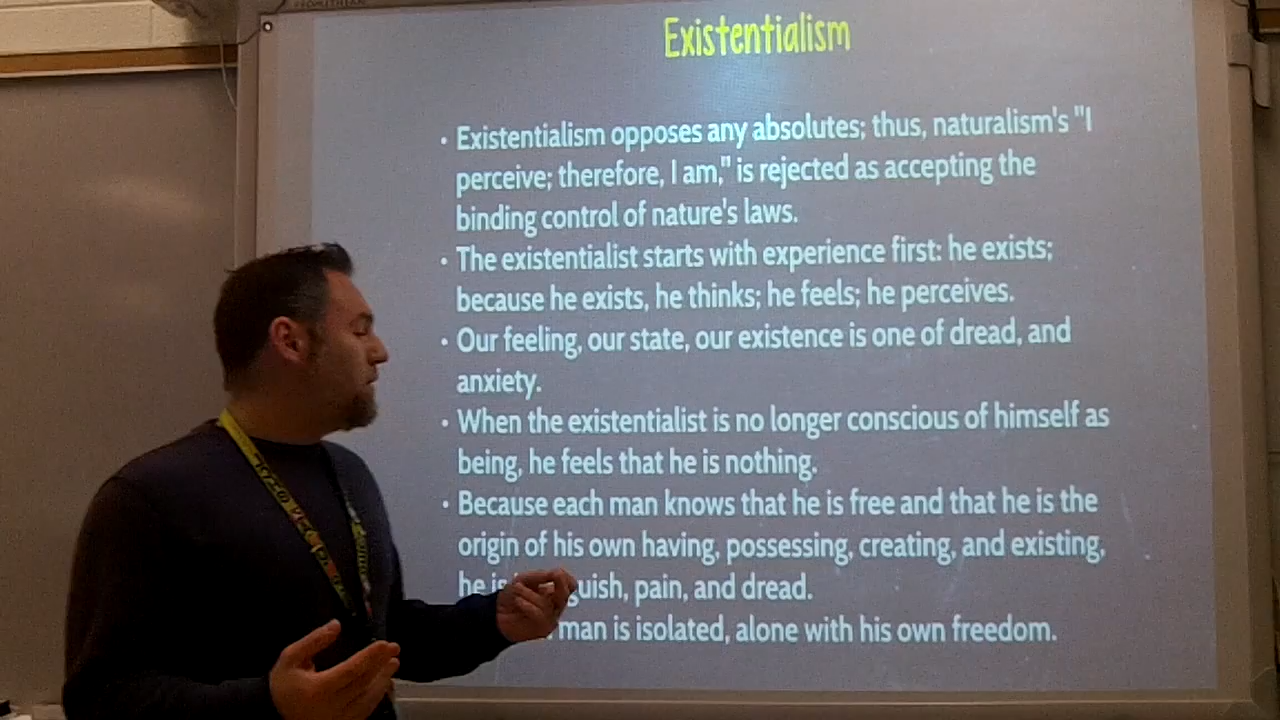 Existentialism
• Existentialism opposes any absolutes; thus, naturalism's "I
perceive; therefore, I am," is rejected as accepting the
binding control of nature's laws.
• The existentialist starts with experience first: he exists;
because he exists, he thinks; he feels; he perceives.
• Our feeling, our state, our existence is one of dread, and
anxiety.
• When the existentialist is no longer conscious of himself as
being, he feels that he is nothing.
• Because each man knows that he is free and that he is the
origin of his own having, possessing, creating, and existing,
he is guish, pain, and dread.
man is isolated, alone with his own freedom.